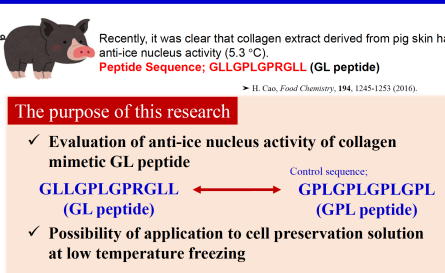 Recently, it was clear that collagen extract derived from pig skin ha
anti-ice nucleus activity (5.3 °C).
Peptide Sequence; GLLGPLGPRGLL (GL peptide)
➤ H. Cao, Food Chemistry, 194, 1245-1253 (2016).
The purpose of this research
✓ Evaluation of anti-ice nucleus activity of collagen
mimetic GL peptide
Control sequence;
GLLGPLGPRGLL
GPLGPLGPLGPL
(GL peptide)
(GPL peptide)
✓ Possibility of application to cell preservation solution
at low temperature freezing